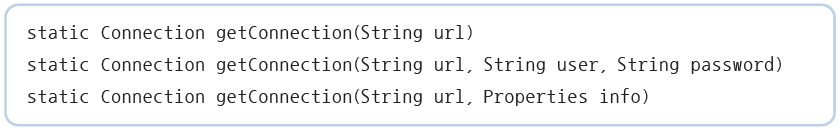 static Connection getConnection(String url)
static Connection getConnection(String url, String user, String password)
static Connection getConnection(String url, Properties info)